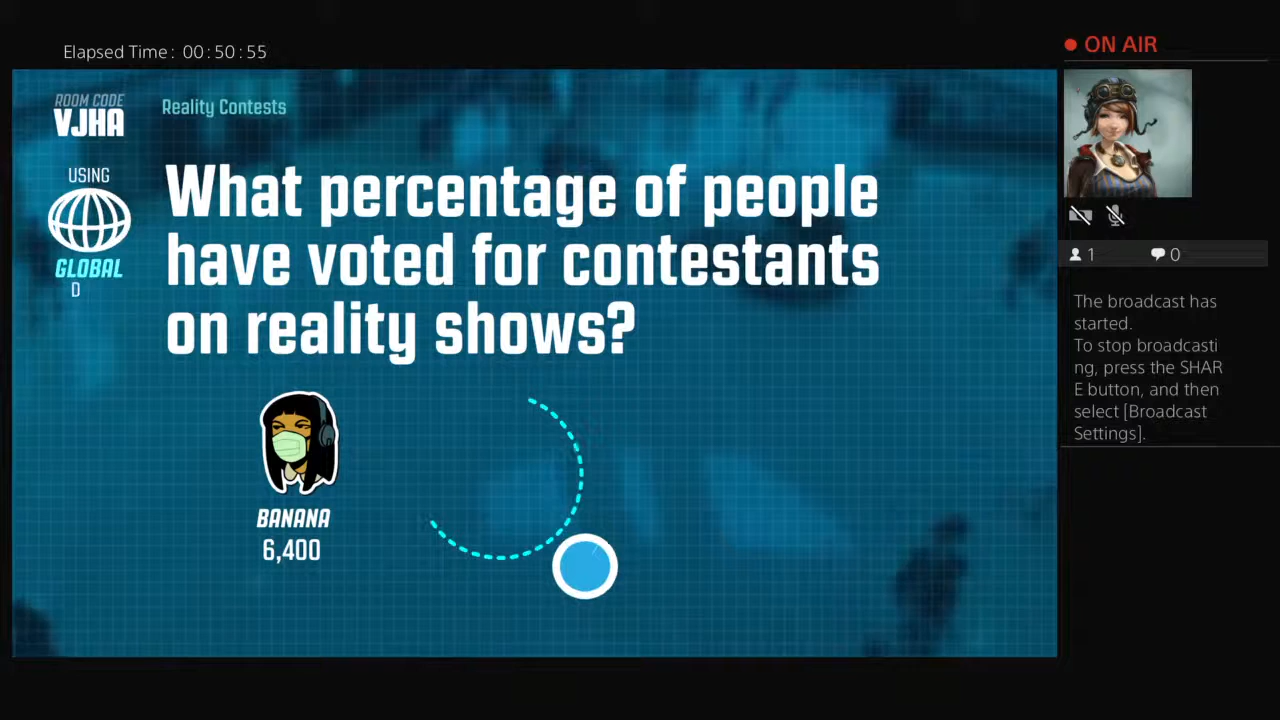 Elapsed Time: 00:50:55
ON AIR
ROOM CODE
VJHA
Reality Contests
USING
GLOBAL
D
What percentage of people
have voted for contestants
on reality shows?
BANANA
6,400
1
0
The broadcast has
started.
To stop broadcasti
ng, press the SHAR
E button, and then
select [Broadcast
Settings].